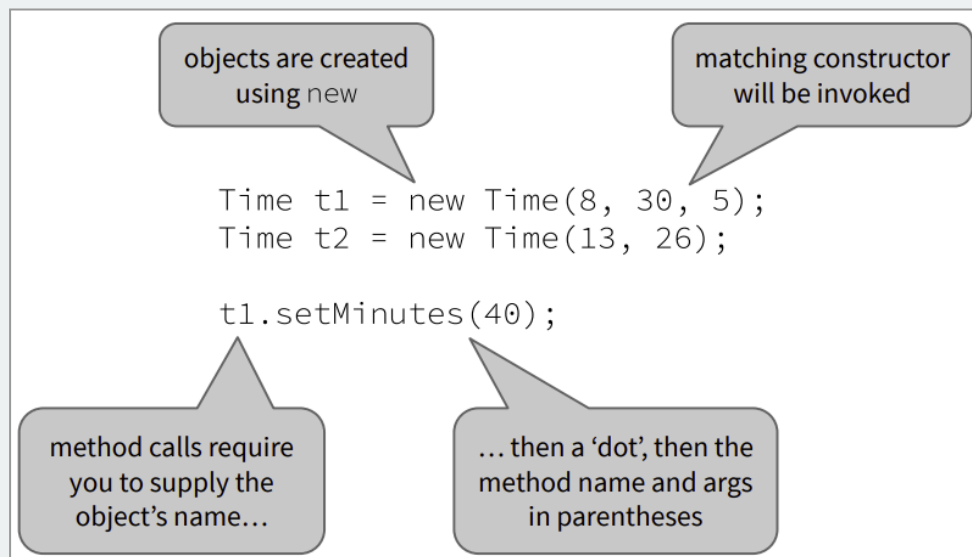 objects are created
using new
matching constructor
will be invoked
Time t1 = new Time(8, 30, 5);
Time t2 = new Time(13, 26);
t1.setMinutes(40);
method calls require
you to supply the
object’s name…
… then a ‘dot’, then the
method name and args
in parentheses